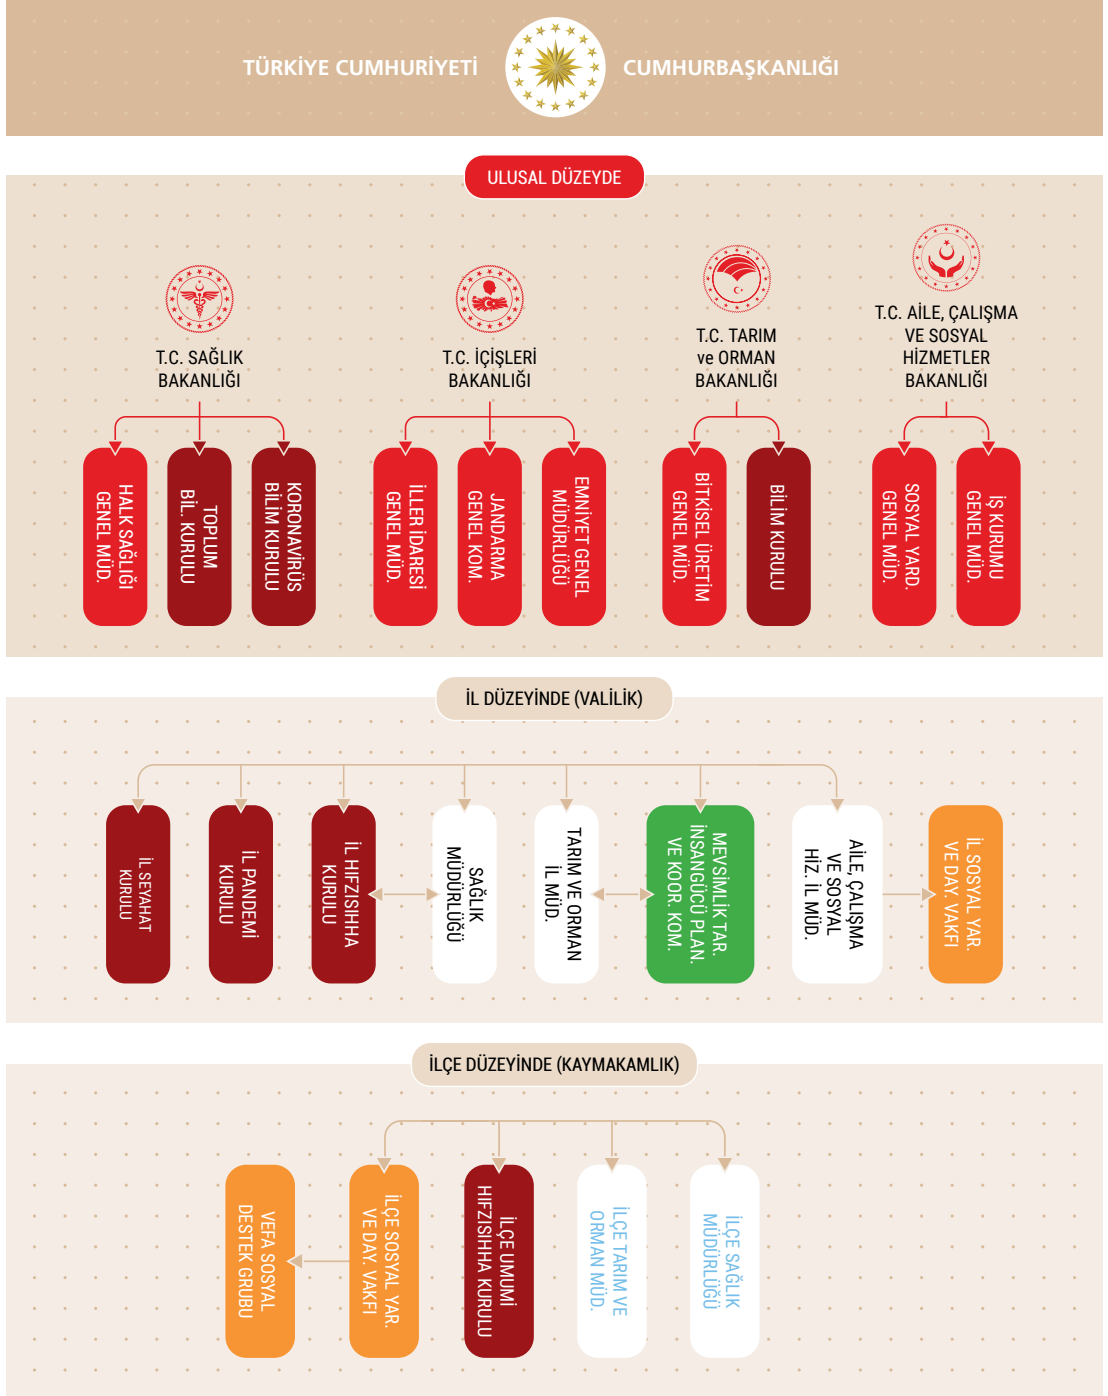 TÜRKİYE CUMHURİYETİ
CUMHURBAŞKANLIĞI
ULUSAL DÜZEYDE
T.C. SAĞLIK
BAKANLIĞI
T.C. İÇİŞLERİ
BAKANLIĞI
T.C. TARIM
ve ORMAN
BAKANLIĞI
T.C. AİLE, ÇALIŞMA
VE SOSYAL
HİZMETLER
BAKANLIĞI
HALK SAĞLIĞI
GENEL MÜD.
TOPLUM
BİL. KURULU
KORONAVİRÜS
BİLİM KURULU
İLLER İDARESİ
GENEL MÜD.
JANDARMA
GENEL KOM.
EMNİYET GENEL
MÜDÜRLÜĞÜ
BİTKİSEL ÜRETİM
GENEL MÜD.
BİLİM KURULU
SOSYAL YARD.
GENEL MÜD.
İŞ KURUMU
GENEL MÜD.
İL DÜZEYİNDE (VALİLİK)
İL SEYAHAT
KURULU
İL PANDEMİ
KURULU
İL HIFZISIHHA
KURULU
SAĞLIK
MÜDÜRLÜĞÜ
TARIM VE ORMAN
İL MÜD.
MEVSİMLİK TAR.
İNSANGÜCÜ PLAN.
VE KOOR. KOM.
AİLE, ÇALIŞMA
VE SOSYAL
HİZ. İL MÜD.
İL SOSYAL YAR.
VE DAY. VAKFI
İLÇE DÜZEYİNDE (KAYMAKAMLIK)
VEFA SOSYAL
DESTEK GRUBU
İLÇE SOSYAL YAR.
VE DAY. VAKFI
İLÇE UMUMİ
HIFZISIHHA KURULU
İLÇE TARIM VE
ORMAN MÜD.
İLÇE SAĞLIK
MÜDÜRLÜĞÜ